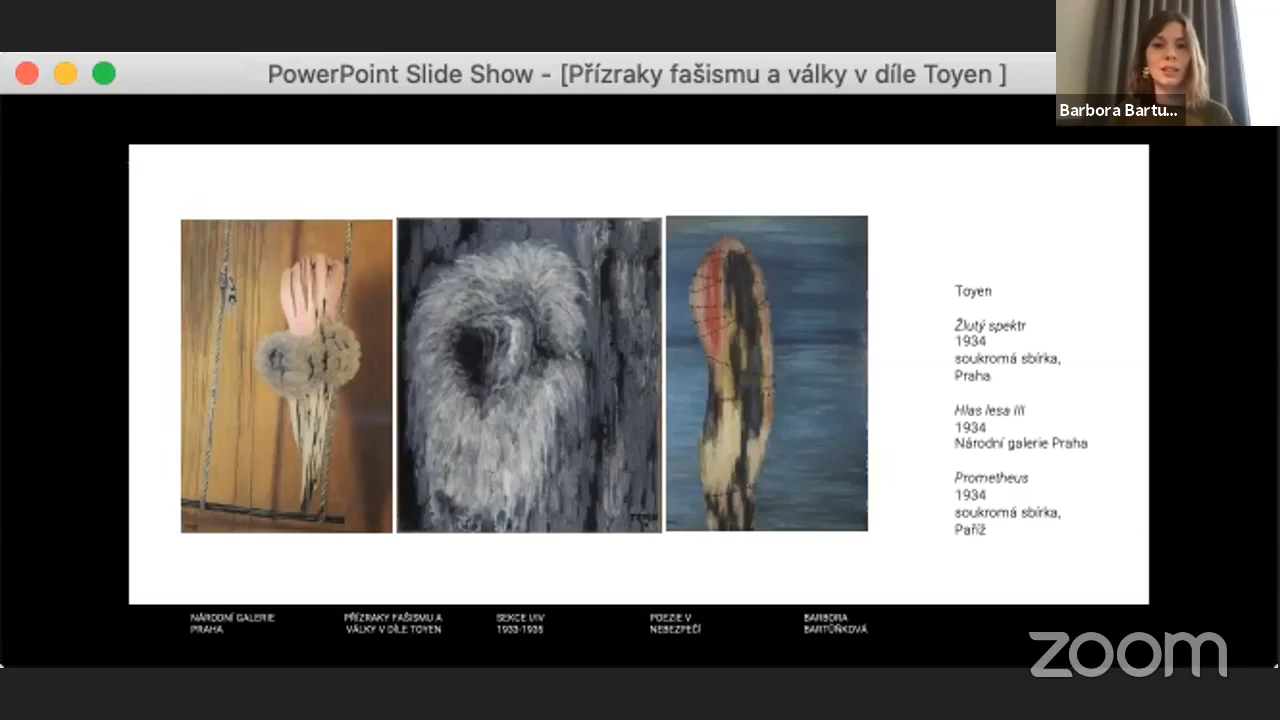 PowerPoint Slide Show - [Přízraky fašismu a války v díle Toyen ]
Barbora Bartu...
Toyen
Žlutý spektr
1934
soukromá sbírka,
Praha
Hlas lesa III
1934
Národní galerie Praha
Prometheus
1934
soukromá sbírka,
Paříž
NÁRODNÍ GALERIE
PRAHA
PŘÍZRAKY FAŠISMU A
VÁLKY V DÍLE TOYEN
SEKCE I/IV
1933-1935
POEZIE V
NEBEZPEČÍ
BARBORA
BARTŮŇKOVÁ
zoom